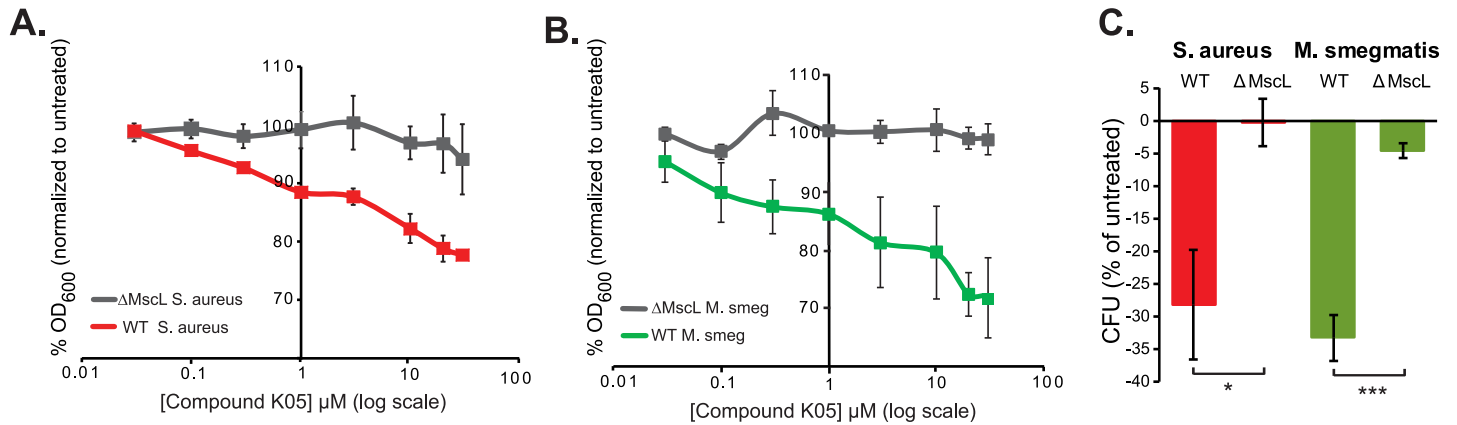 A.
% OD600 (normalized to untreated)
110
100
90
80
70
ΔMscL S. aureus
WT S. aureus
0.01
0.1
1
10
100
[Compound K05] µM (log scale)
B.
% OD600 (normalized to untreated)
110
100
90
80
70
ΔMscL M. smeg
WT M. smeg
0.01
0.1
1
10
100
[Compound K05] µM (log scale)
C.
S. aureus M. smegmatis
WT Δ MscL WT Δ MscL
CFU (% of untreated)
5
0
-5
-10
-15
-20
-25
-30
-35
-40
*
***